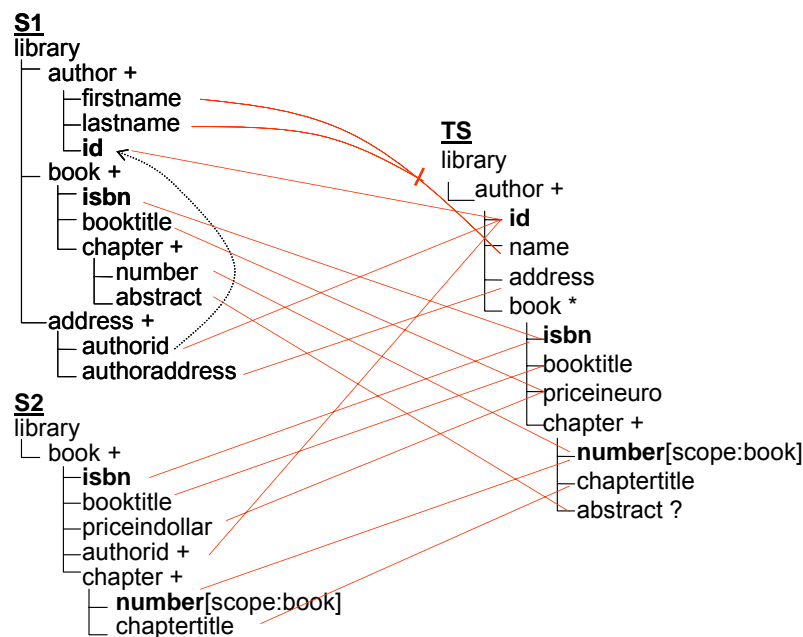 S1
library
author +
firstname
lastname
id
book +
isbn
booktitle
chapter +
number
abstract
address +
authorid
authoraddress
S2
library
book +
isbn
booktitle
priceindollar
authorid +
chapter +
number[scope:book]
chaptertitle
TS
library
author +
id
name
address
book *
isbn
booktitle
priceineuro
chapter +
number[scope:book]
chaptertitle
abstract ?